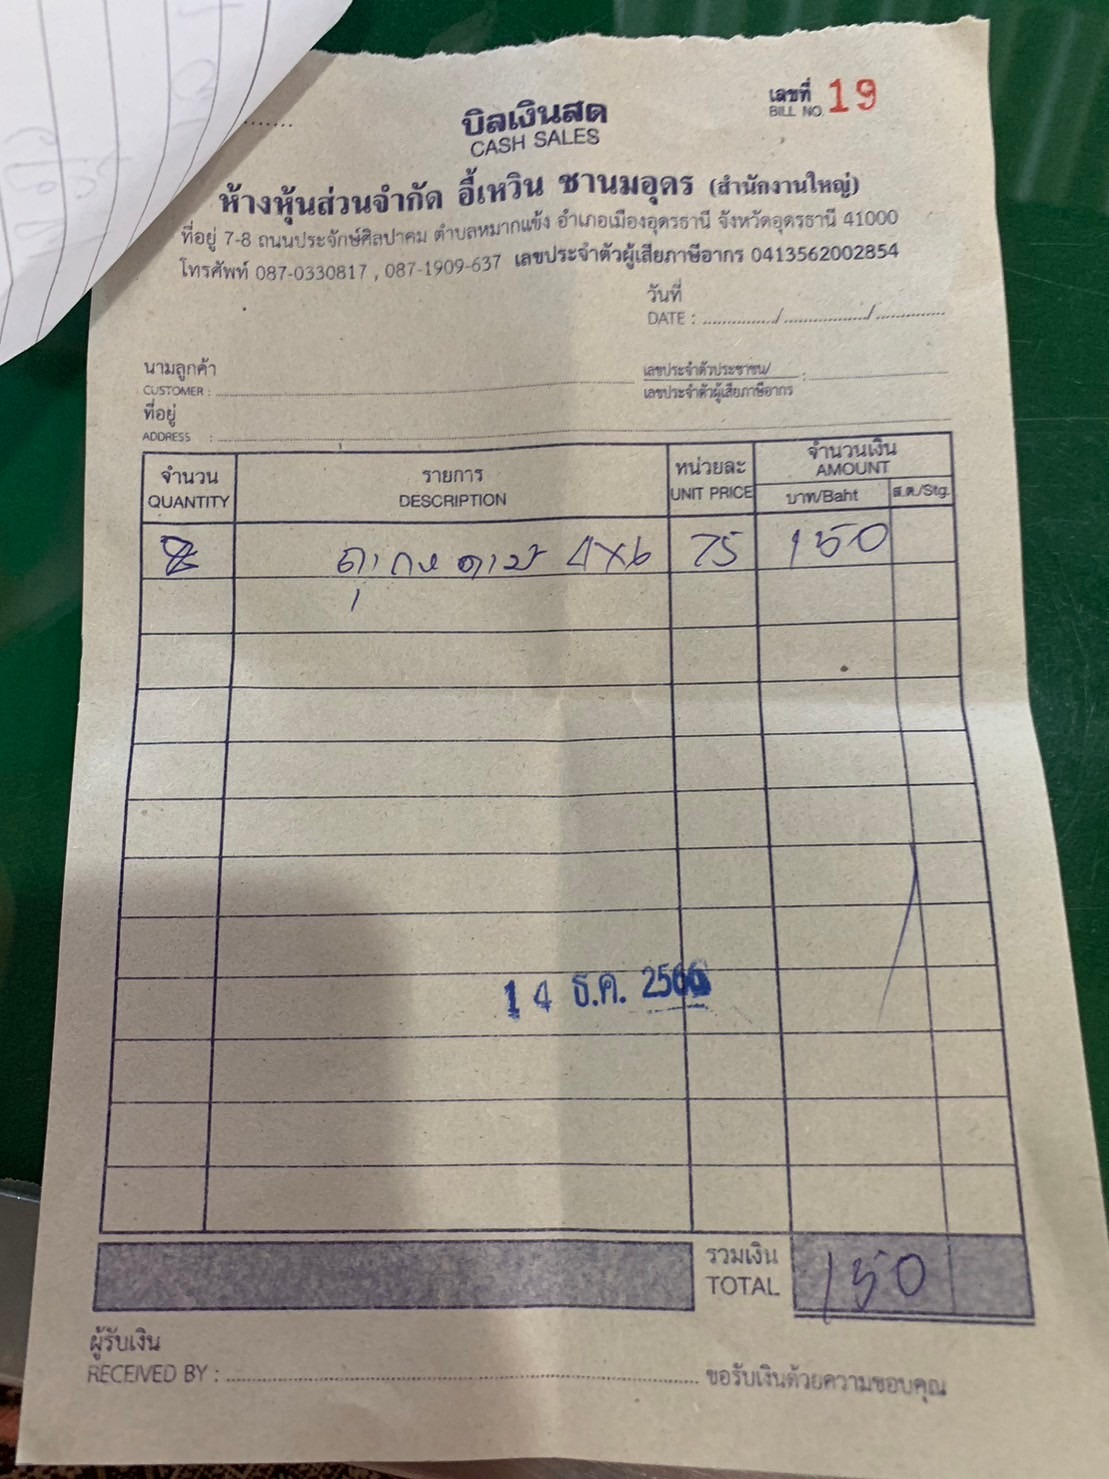 เลขที่ 19
BILL NO.
บิลเงินสด
CASH SALES
ห้างหุ้นส่วนจำกัด อี้เหวิน ชานมอุดร (สำนักงานใหญ่)
ที่อยู่ 7-8 ถนนประจักษ์ศิลปาคม ตำบลหมากแข้ง อำเภอเมืองอุดรธานี จังหวัดอุดรธานี 41000
โทรศัพท์ 087-0330817 , 087-1909-637 เลขประจำตัวผู้เสียภาษีอากร 0413562002854
วันที่
DATE : ............../................./..............
นามลูกค้า เลขประจำตัวประชาชน/
CUSTOMER : เลขประจำตัวผู้เสียภาษีอากร :
ที่อยู่
ADDRESS :
จำนวน รายการ หน่วยละ จำนวนเงิน
QUANTITY DESCRIPTION UNIT PRICE AMOUNT
บาท/Baht ส.ต./Stg.
2 4x6 75 150
14 ธ.ค. 2566
รวมเงิน
TOTAL 150
ผู้รับเงิน
RECEIVED BY : ขอรับเงินด้วยความขอบคุณ